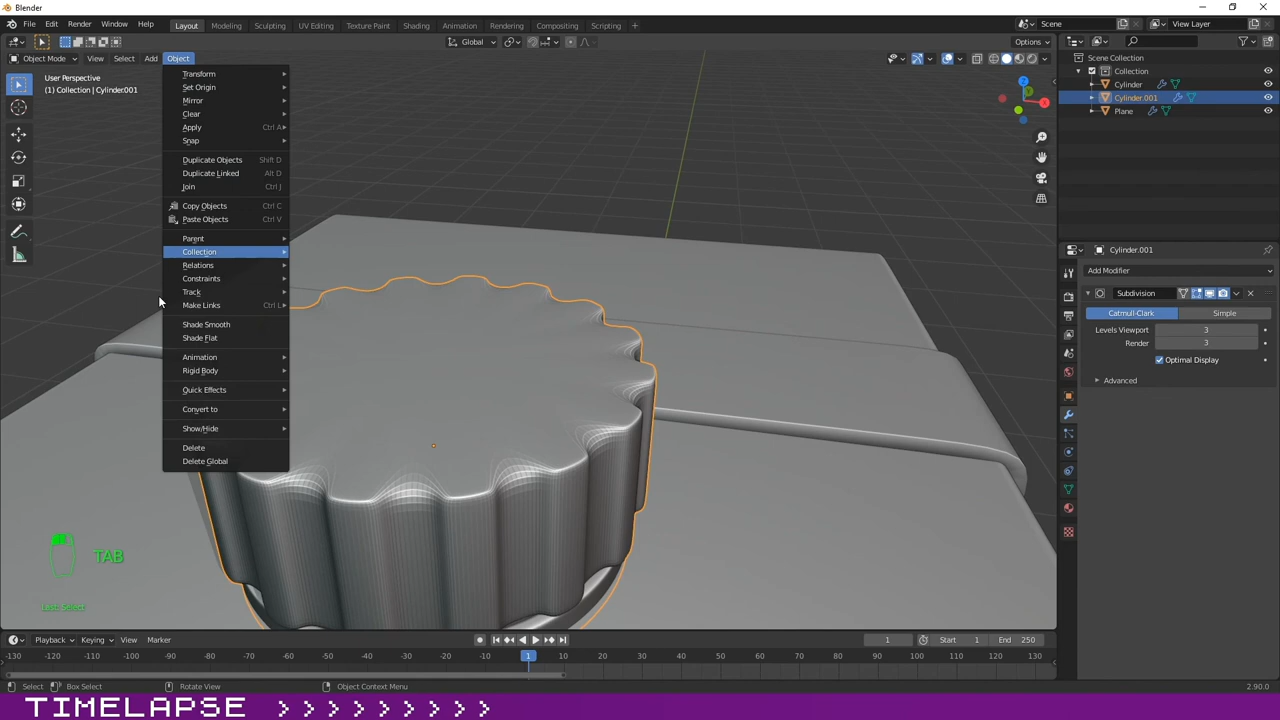 Blender
File Edit Render Window Help Layout Modeling Sculpting UV Editing Texture Paint Shading Animation Rendering Compositing Scripting + Scene View Layer
Global Options
Object Mode View Select Add Object
User Perspective
(1) Collection | Cylinder.001
Transform
Set Origin
Mirror
Clear
Apply Ctrl A
Snap
Duplicate Objects Shift D
Duplicate Linked Alt D
Join Ctrl J
Copy Objects Ctrl C
Paste Objects Ctrl V
Parent
Collection
Relations
Constraints
Track
Make Links Ctrl L
Shade Smooth
Shade Flat
Animation
Rigid Body
Quick Effects
Convert to
Show/Hide
Delete
Delete Global
Z
X
Scene Collection
Collection
Cylinder
Cylinder.001
Plane
Cylinder.001
Add Modifier
Subdivision
Catmull-Clark Simple
Levels Viewport 3
Render 3
Optimal Display
Advanced
TAB
Last: Select
Playback Keying View Marker 1 Start 1 End 250
-130 -120 -110 -100 -90 -80 -70 -60 -50 -40 -30 -20 -10 1 10 20 30 40 50 60 70 80 90 100 110 120 130
Select Box Select Rotate View Object Context Menu 2.90.0
TIMELAPSE > > > > > > > > >